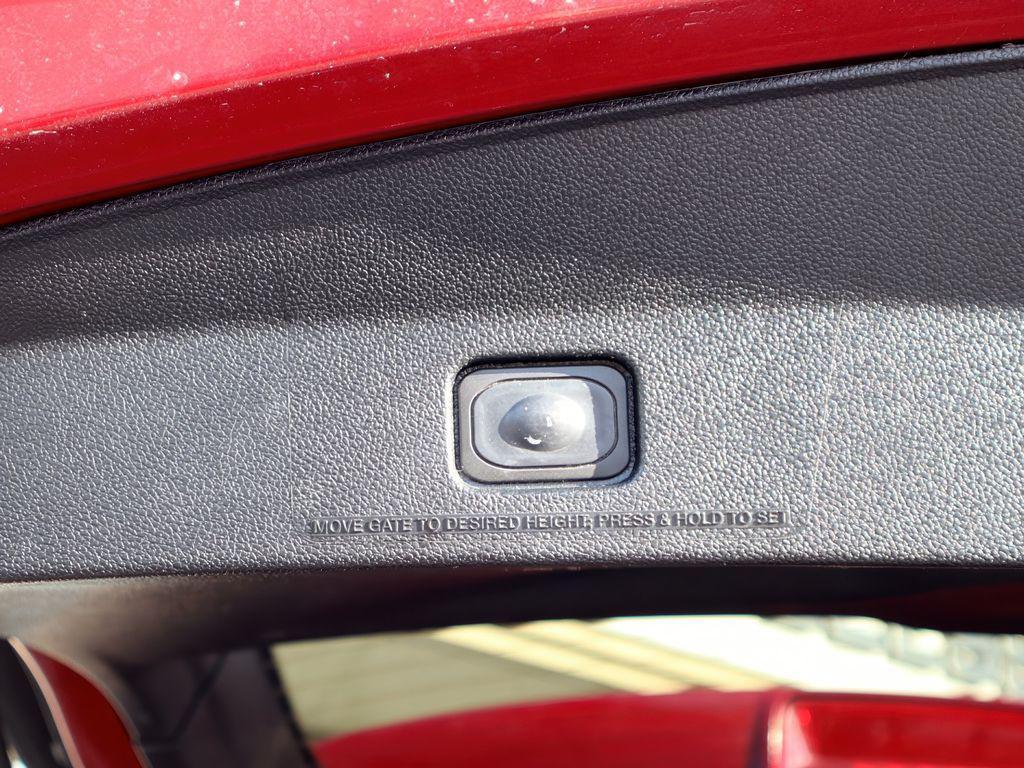 MOVE GATE TO DESIRED HEIGHT, PRESS & HOLD TO SET